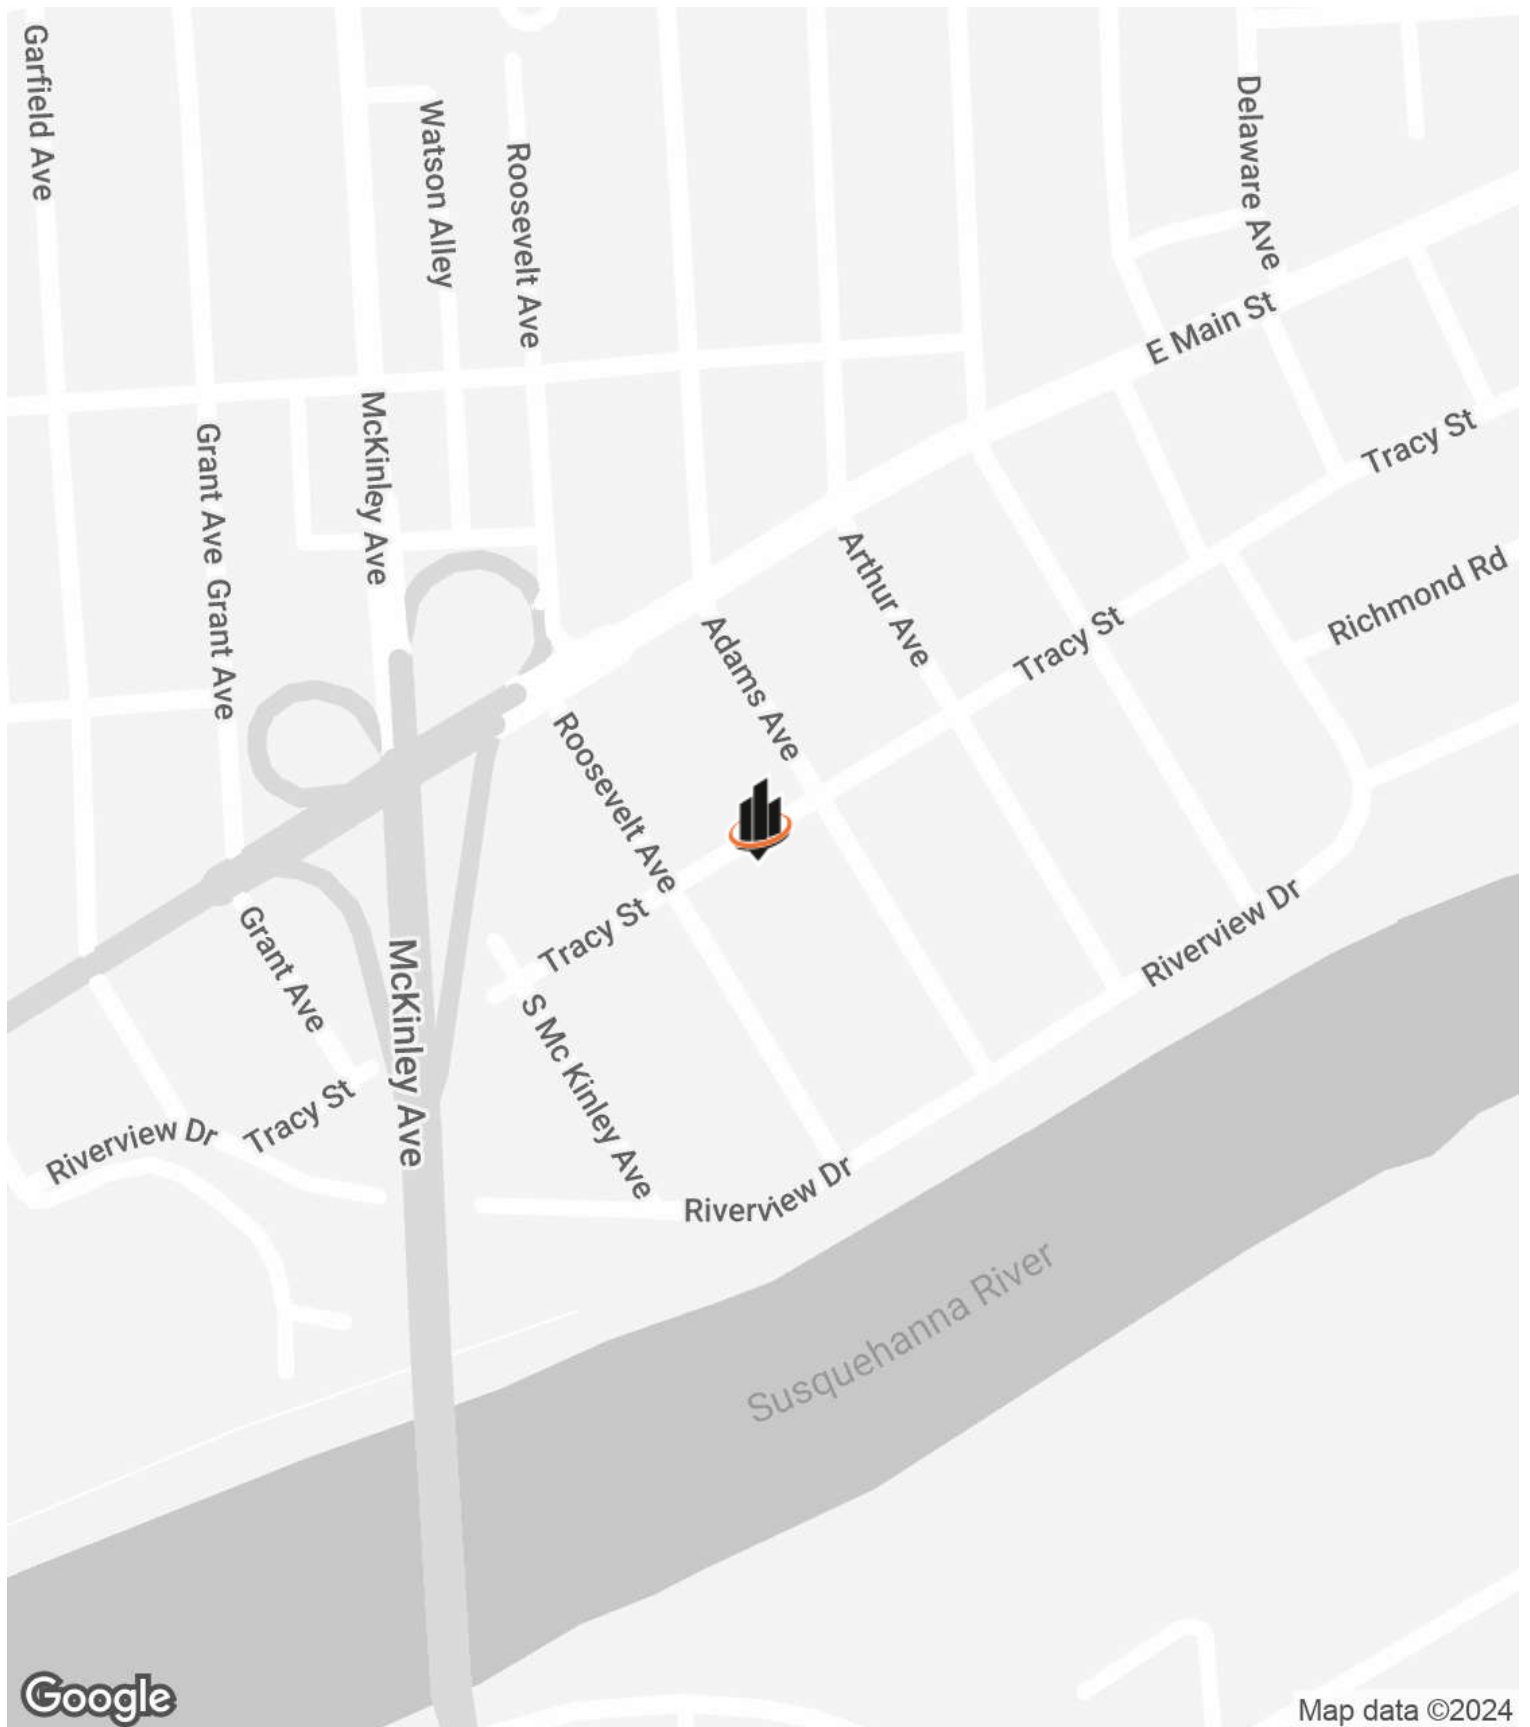 Garfield Ave
Watson Alley
Roosevelt Ave
Delaware Ave
E Main St
Grant Ave
McKinley Ave
Tracy St
Grant Ave
Arthur Ave
Richmond Rd
Adams Ave
Tracy St
Roosevelt Ave
Tracy St
Grant Ave
McKinley Ave
Riverview Dr
S Mc Kinley Ave
Tracy St
Riverview Dr
Riverview Dr
Susquehanna River
Google
Map data ©2024